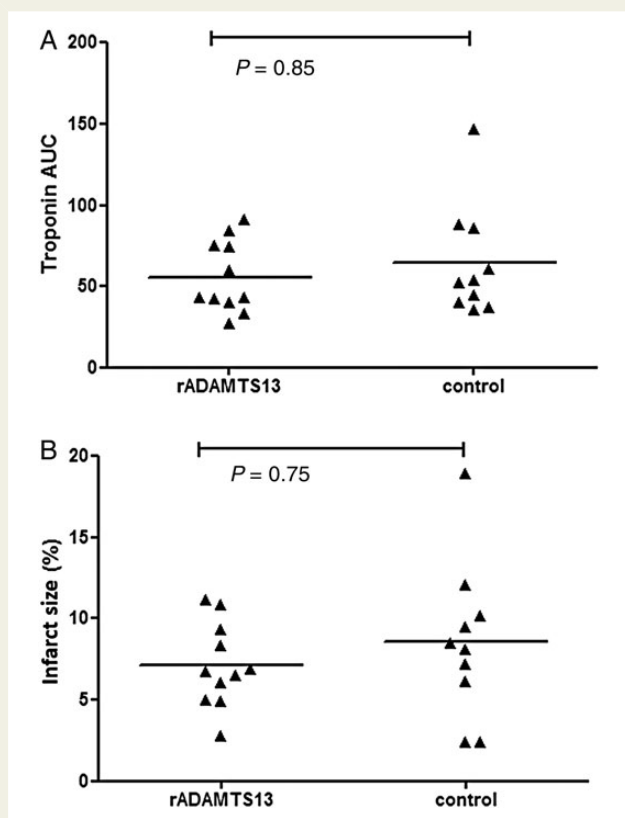 A
200
P = 0.85
150
Troponin AUC
100
50
0
rADAMTS13
control
B
20
P = 0.75
15
Infarct size (%)
10
5
0
rADAMTS13
control